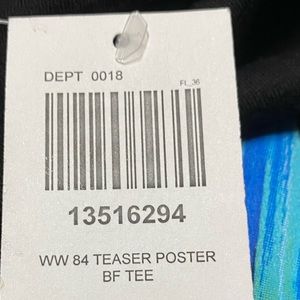 DEPT 0018
FL_36
13516294
WW 84 TEASER POSTER
BF TEE